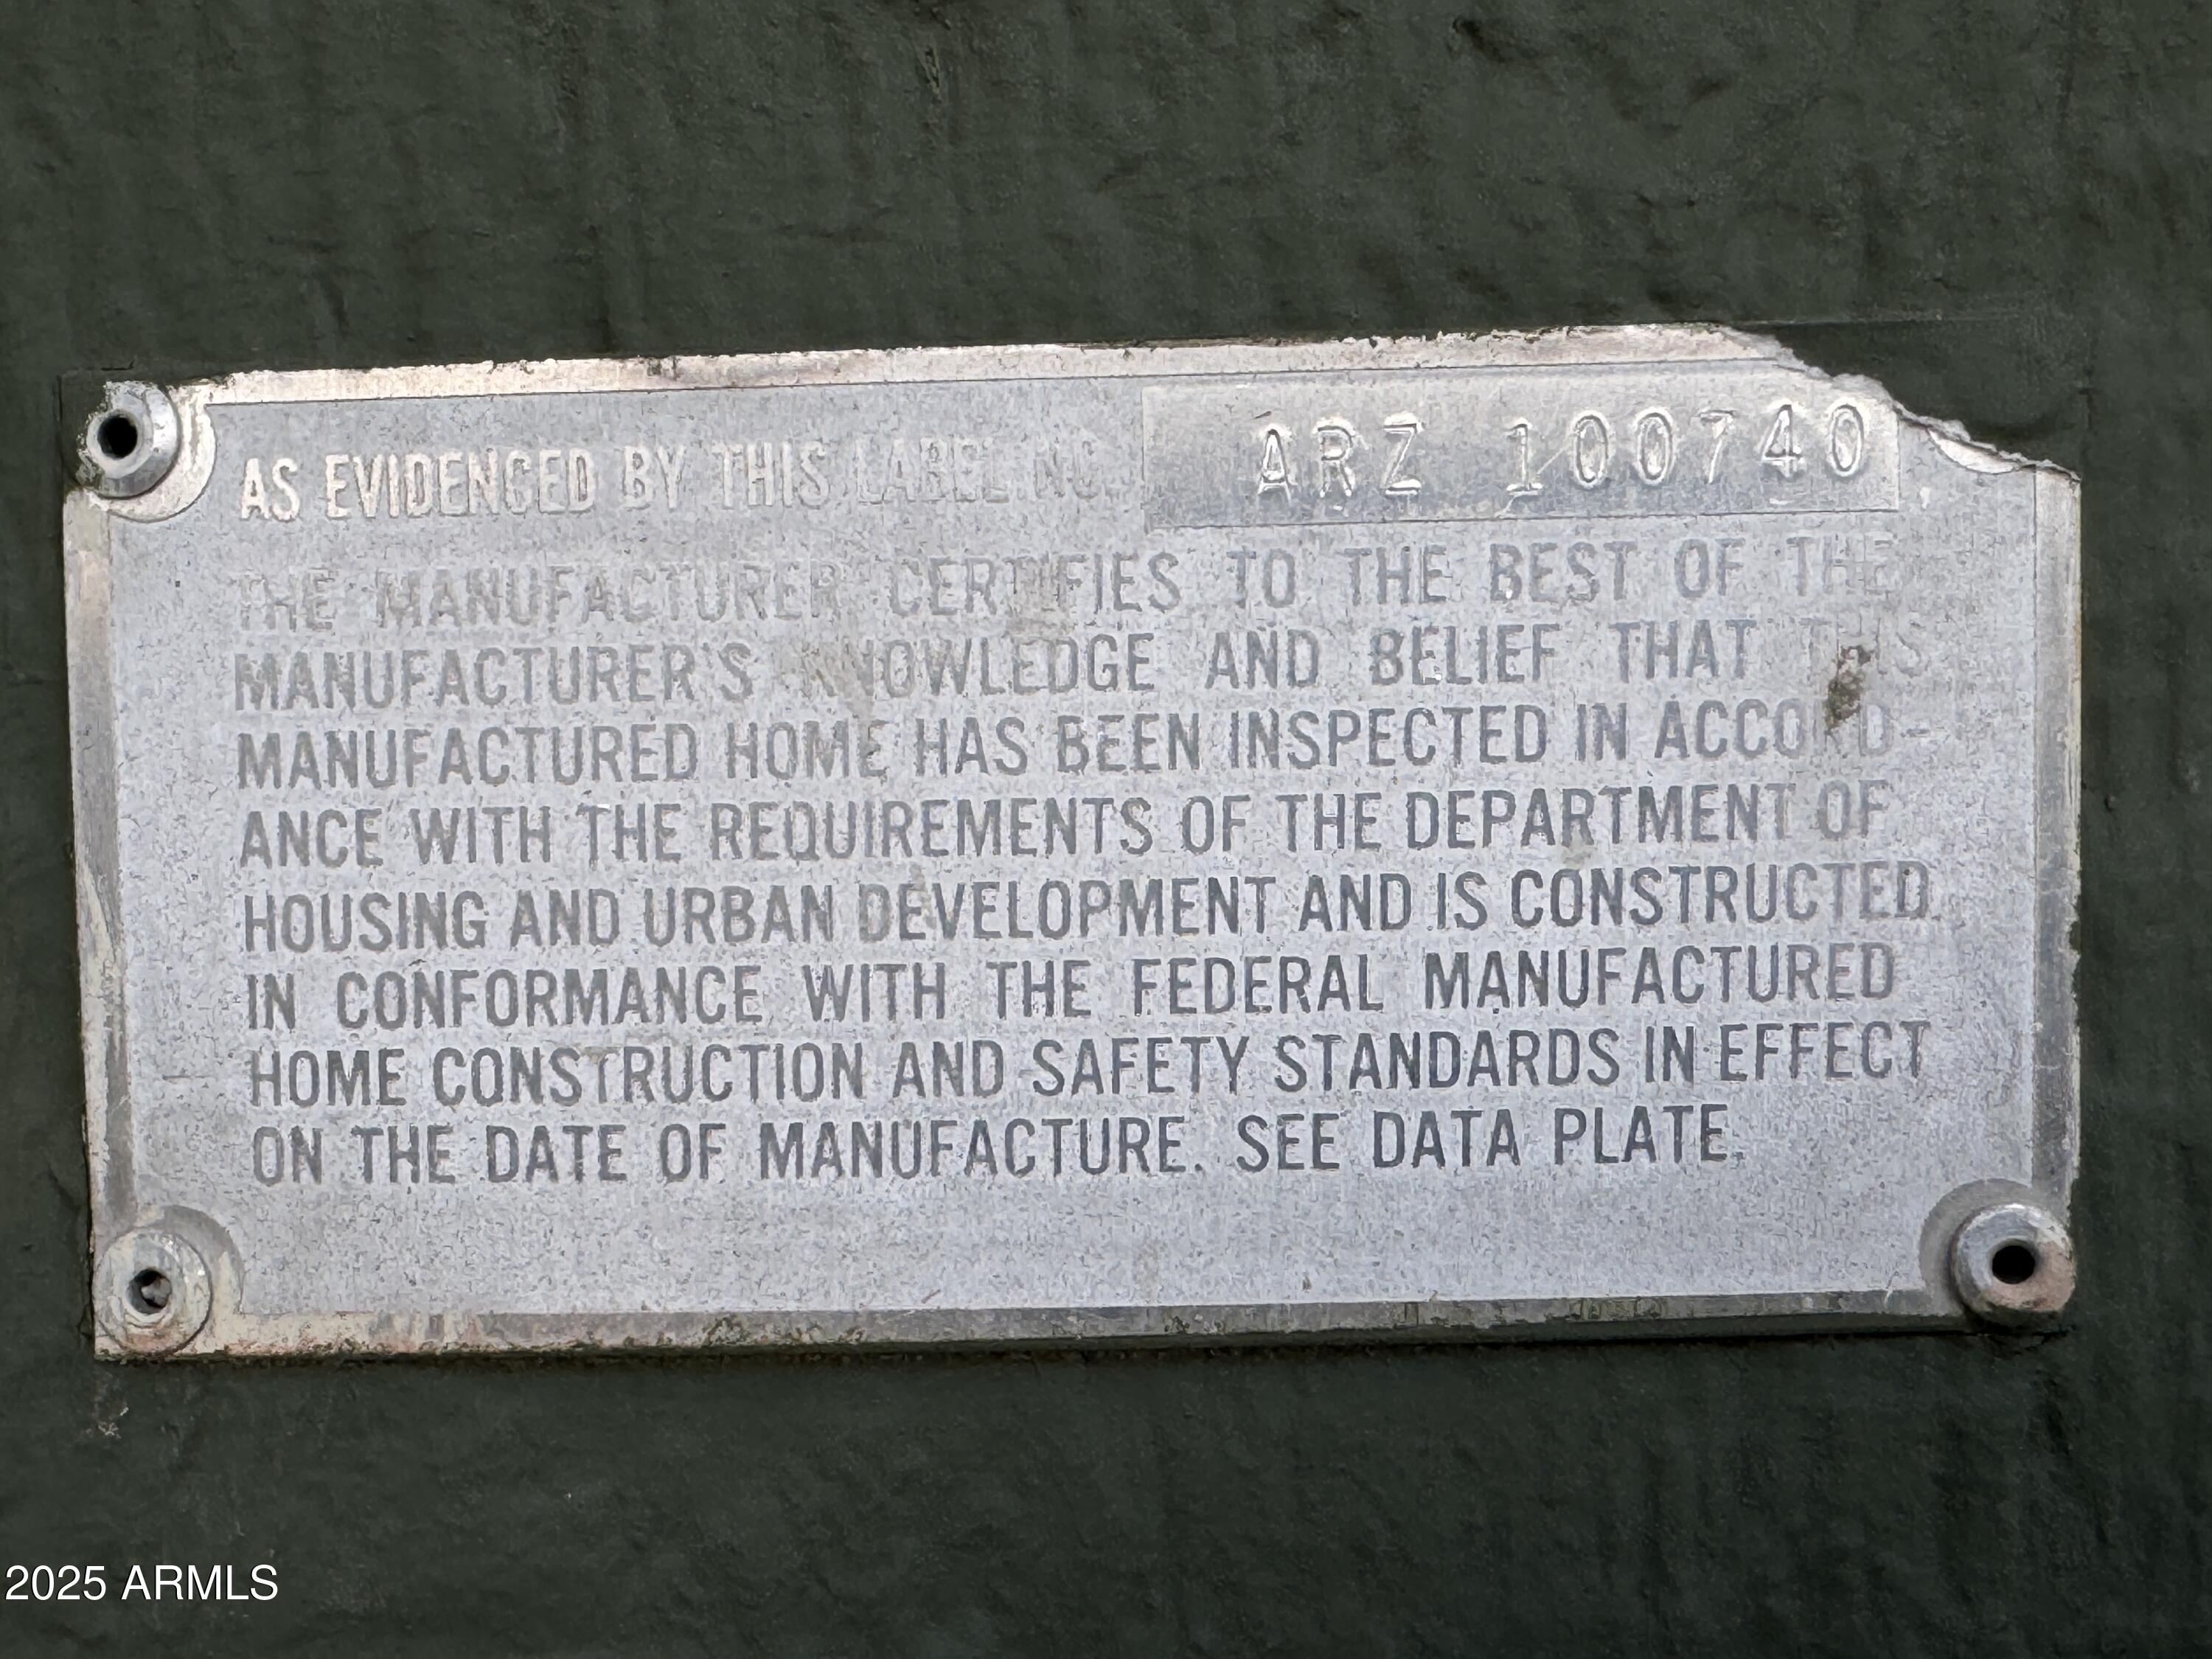 AS EVIDENCED BY THIS LABEL NO. ARZ 100740
THE MANUFACTURER CERTIFIES TO THE BEST OF THE
MANUFACTURER'S KNOWLEDGE AND BELIEF THAT THIS
MANUFACTURED HOME HAS BEEN INSPECTED IN ACCORD-
ANCE WITH THE REQUIREMENTS OF THE DEPARTMENT OF
HOUSING AND URBAN DEVELOPMENT AND IS CONSTRUCTED
IN CONFORMANCE WITH THE FEDERAL MANUFACTURED
HOME CONSTRUCTION AND SAFETY STANDARDS IN EFFECT
ON THE DATE OF MANUFACTURE. SEE DATA PLATE.
2025 ARMLS